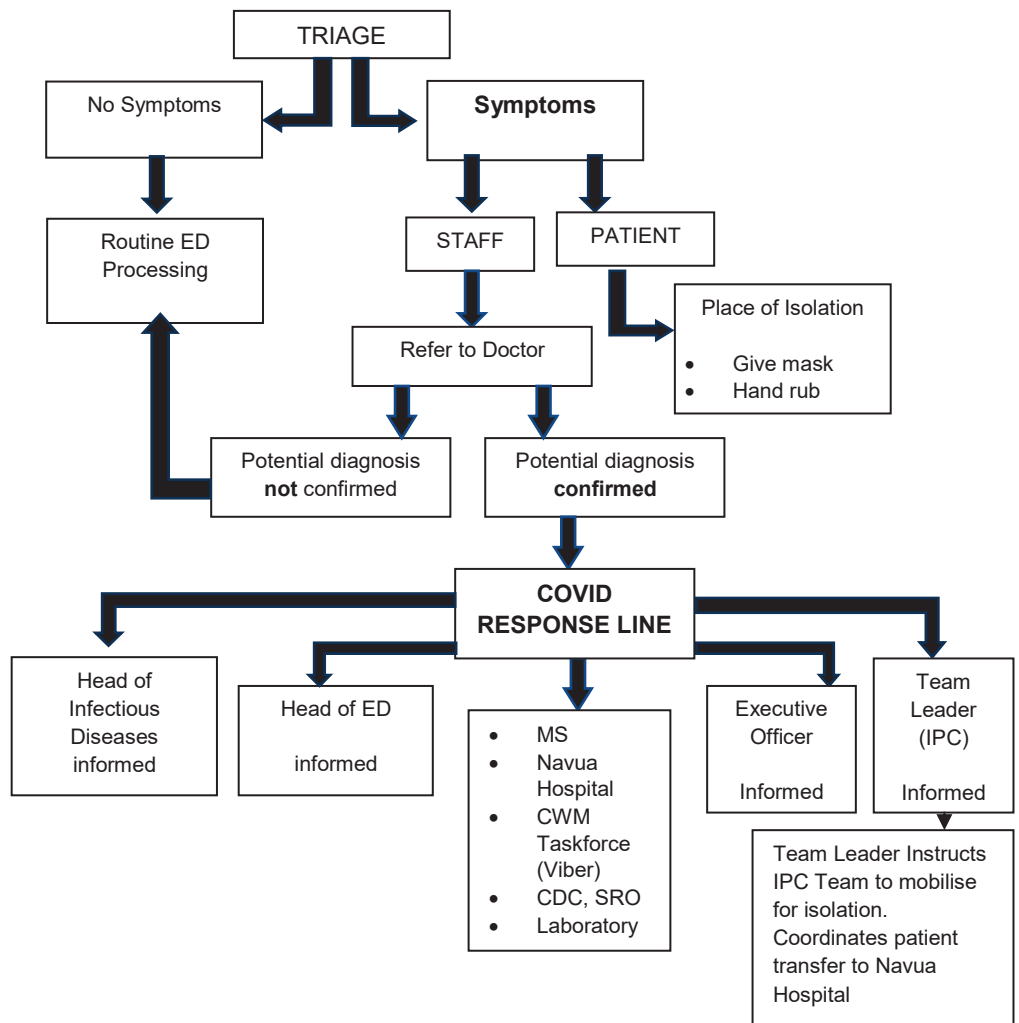 TRIAGE
No Symptoms
Symptoms
Routine ED
Processing
STAFF
PATIENT
Place of Isolation
• Give mask
• Hand rub
Refer to Doctor
Potential diagnosis
not confirmed
Potential diagnosis
confirmed
COVID
RESPONSE LINE
Head of
Infectious
Diseases
informed
Head of ED
informed
• MS
• Navua
Hospital
• CWM
Taskforce
(Viber)
• CDC, SRO
• Laboratory
Executive
Officer
Informed
Team
Leader
(IPC)
Informed
Team Leader Instructs
IPC Team to mobilise
for isolation.
Coordinates patient
transfer to Navua
Hospital